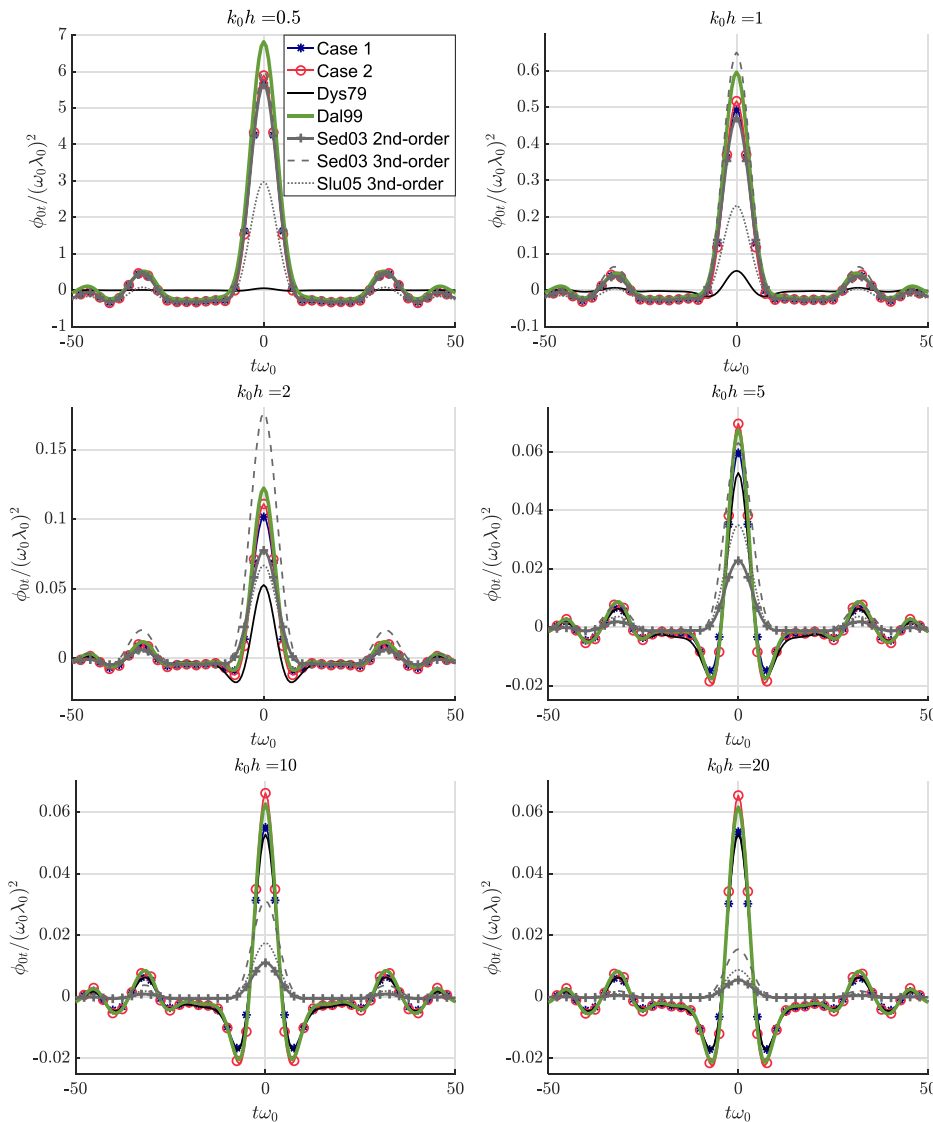 k₀h =0.5
7
6
5
4
3
2
1
0
-1
ϕ₀ₜ/(ω₀λ₀)²
-50
0
50
tω₀
Case 1
Case 2
Dys79
Dal99
Sed03 2nd-order
Sed03 3nd-order
Slu05 3nd-order
k₀h =1
0.6
0.5
0.4
0.3
0.2
0.1
0
-0.1
ϕ₀ₜ/(ω₀λ₀)²
-50
0
50
tω₀
k₀h =2
0.15
0.1
0.05
0
ϕ₀ₜ/(ω₀λ₀)²
-50
0
50
tω₀
k₀h =5
0.06
0.04
0.02
0
-0.02
ϕ₀ₜ/(ω₀λ₀)²
-50
0
50
tω₀
k₀h =10
0.06
0.04
0.02
0
-0.02
ϕ₀ₜ/(ω₀λ₀)²
-50
0
50
tω₀
k₀h =20
0.06
0.04
0.02
0
-0.02
ϕ₀ₜ/(ω₀λ₀)²
-50
0
50
tω₀